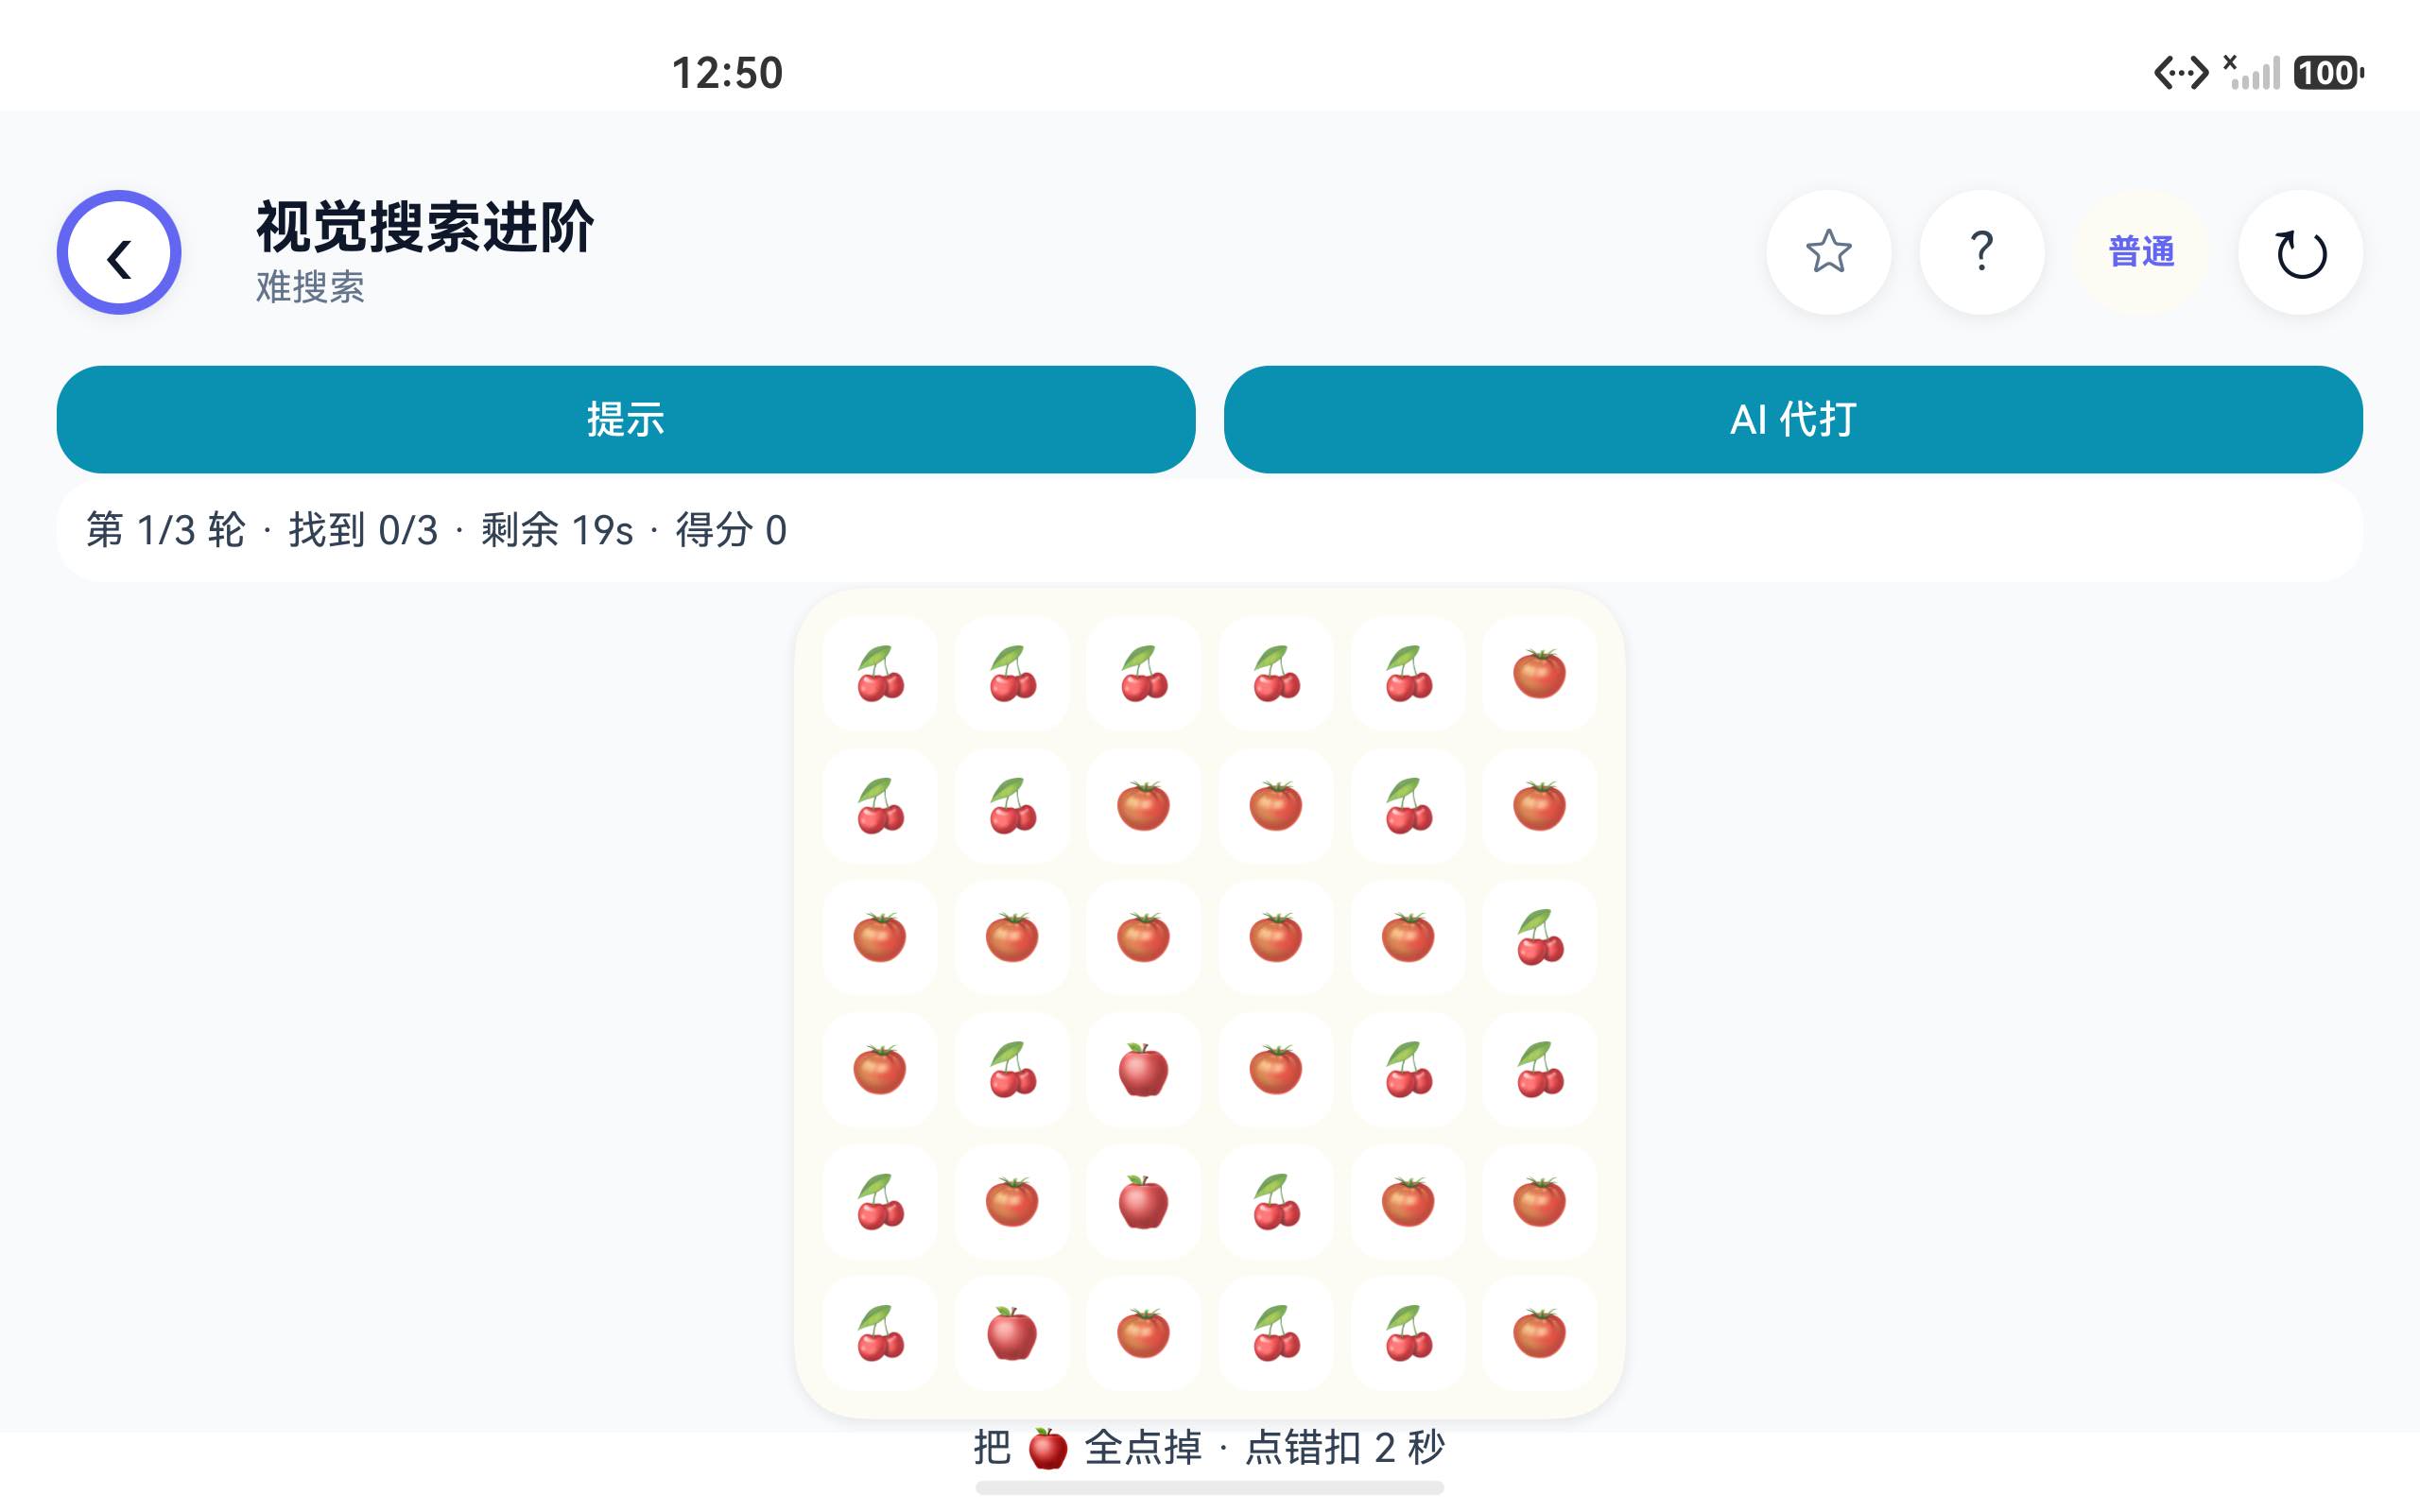 12:50
100
视觉搜索进阶
难搜索
?
普通
提示
AI 代打
第 1/3 轮 · 找到 0/3 · 剩余 19s · 得分 0
把 🍎 全点掉 · 点错扣 2 秒